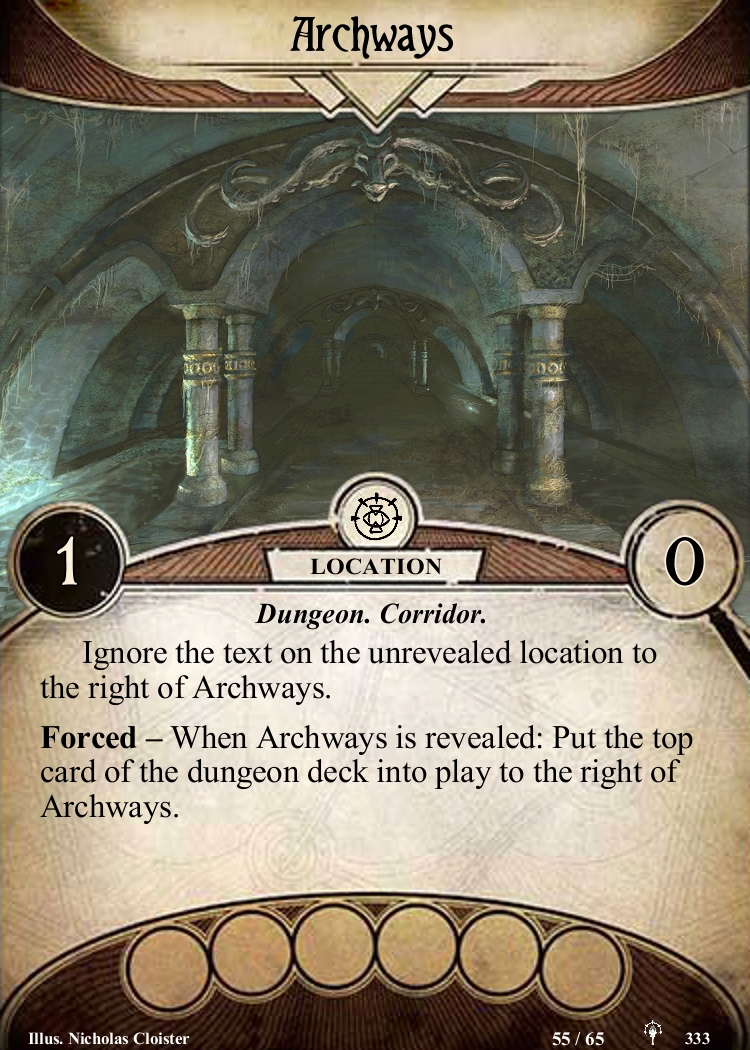 Archways
1
LOCATION
0
Dungeon. Corridor.
Ignore the text on the unrevealed location to
the right of Archways.
Forced – When Archways is revealed: Put the top
card of the dungeon deck into play to the right of
Archways.
Illus. Nicholas Cloister
55 / 65
333